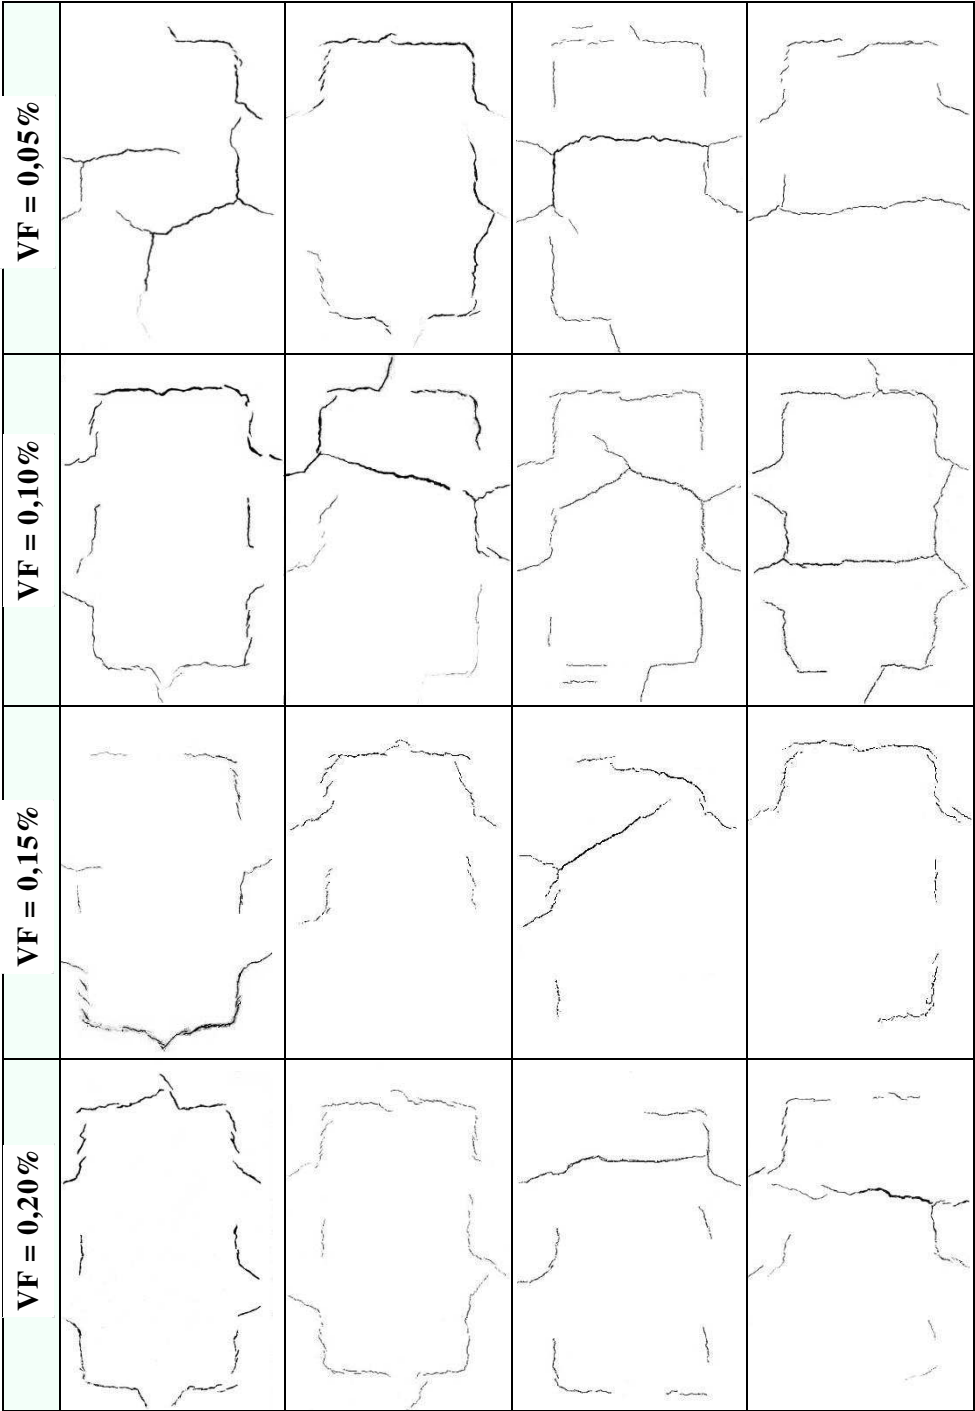 VF = 0,05%
VF = 0,10%
VF = 0,15%
VF = 0,20%